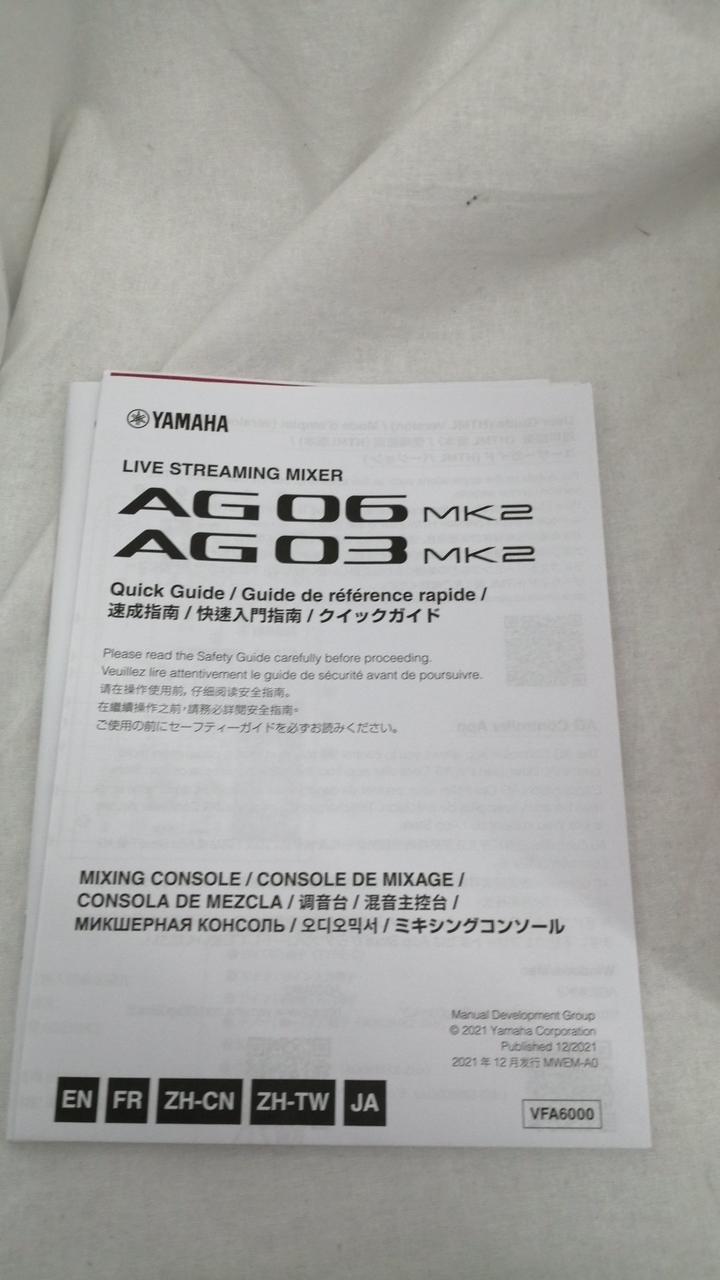 YAMAHA
LIVE STREAMING MIXER
AG 06 MK2
AG 03 MK2
Quick Guide / Guide de référence rapide /
速成指南 / 快速入門指南 / クイックガイド
Please read the Safety Guide carefully before proceeding.
Veuillez lire attentivement le guide de sécurité avant de poursuivre.
请在操作使用前，仔细阅读安全指南。
在繼續操作之前，請務必詳閱安全指南。
ご使用の前にセーフティーガイドを必ずお読みください。
MIXING CONSOLE / CONSOLE DE MIXAGE /
CONSOLA DE MEZCLA / 调音台 / 混音主控台 /
МИКШЕРНАЯ КОНСОЛЬ / 오디오믹서 / ミキシングコンソール
Manual Development Group
© 2021 Yamaha Corporation
Published 12/2021
2021 年 12 月发行 MWEM-A0
EN FR ZH-CN ZH-TW JA
VFA6000